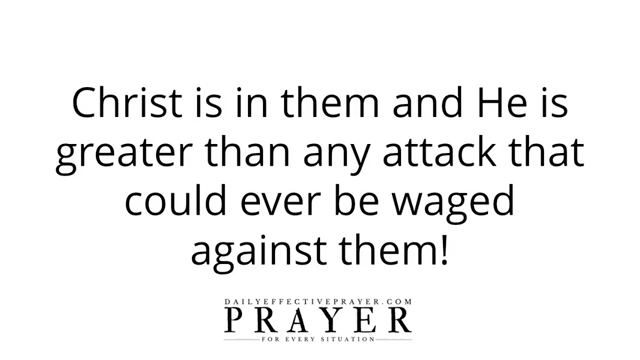 Christ is in them and He is
greater than any attack that
could ever be waged
against them!
DAILYEFFECTIVEPRAYER.COM
PRAYER
FOR EVERY SITUATION